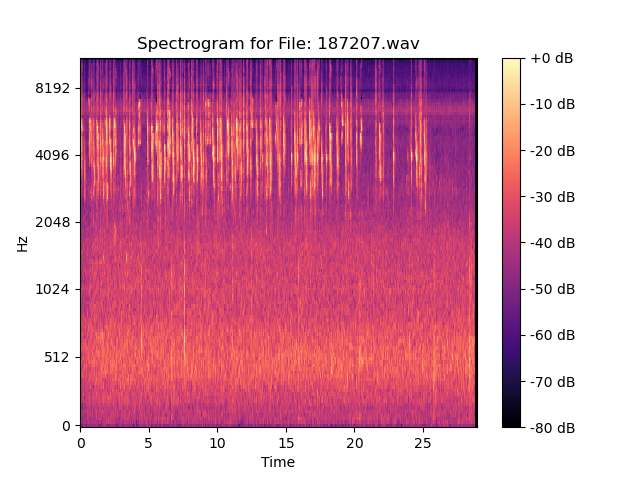 Spectrogram for File: 187207.wav
8192
4096
2048
1024
512
0
Hz
0 5 10 15 20 25
Time
+0 dB
-10 dB
-20 dB
-30 dB
-40 dB
-50 dB
-60 dB
-70 dB
-80 dB